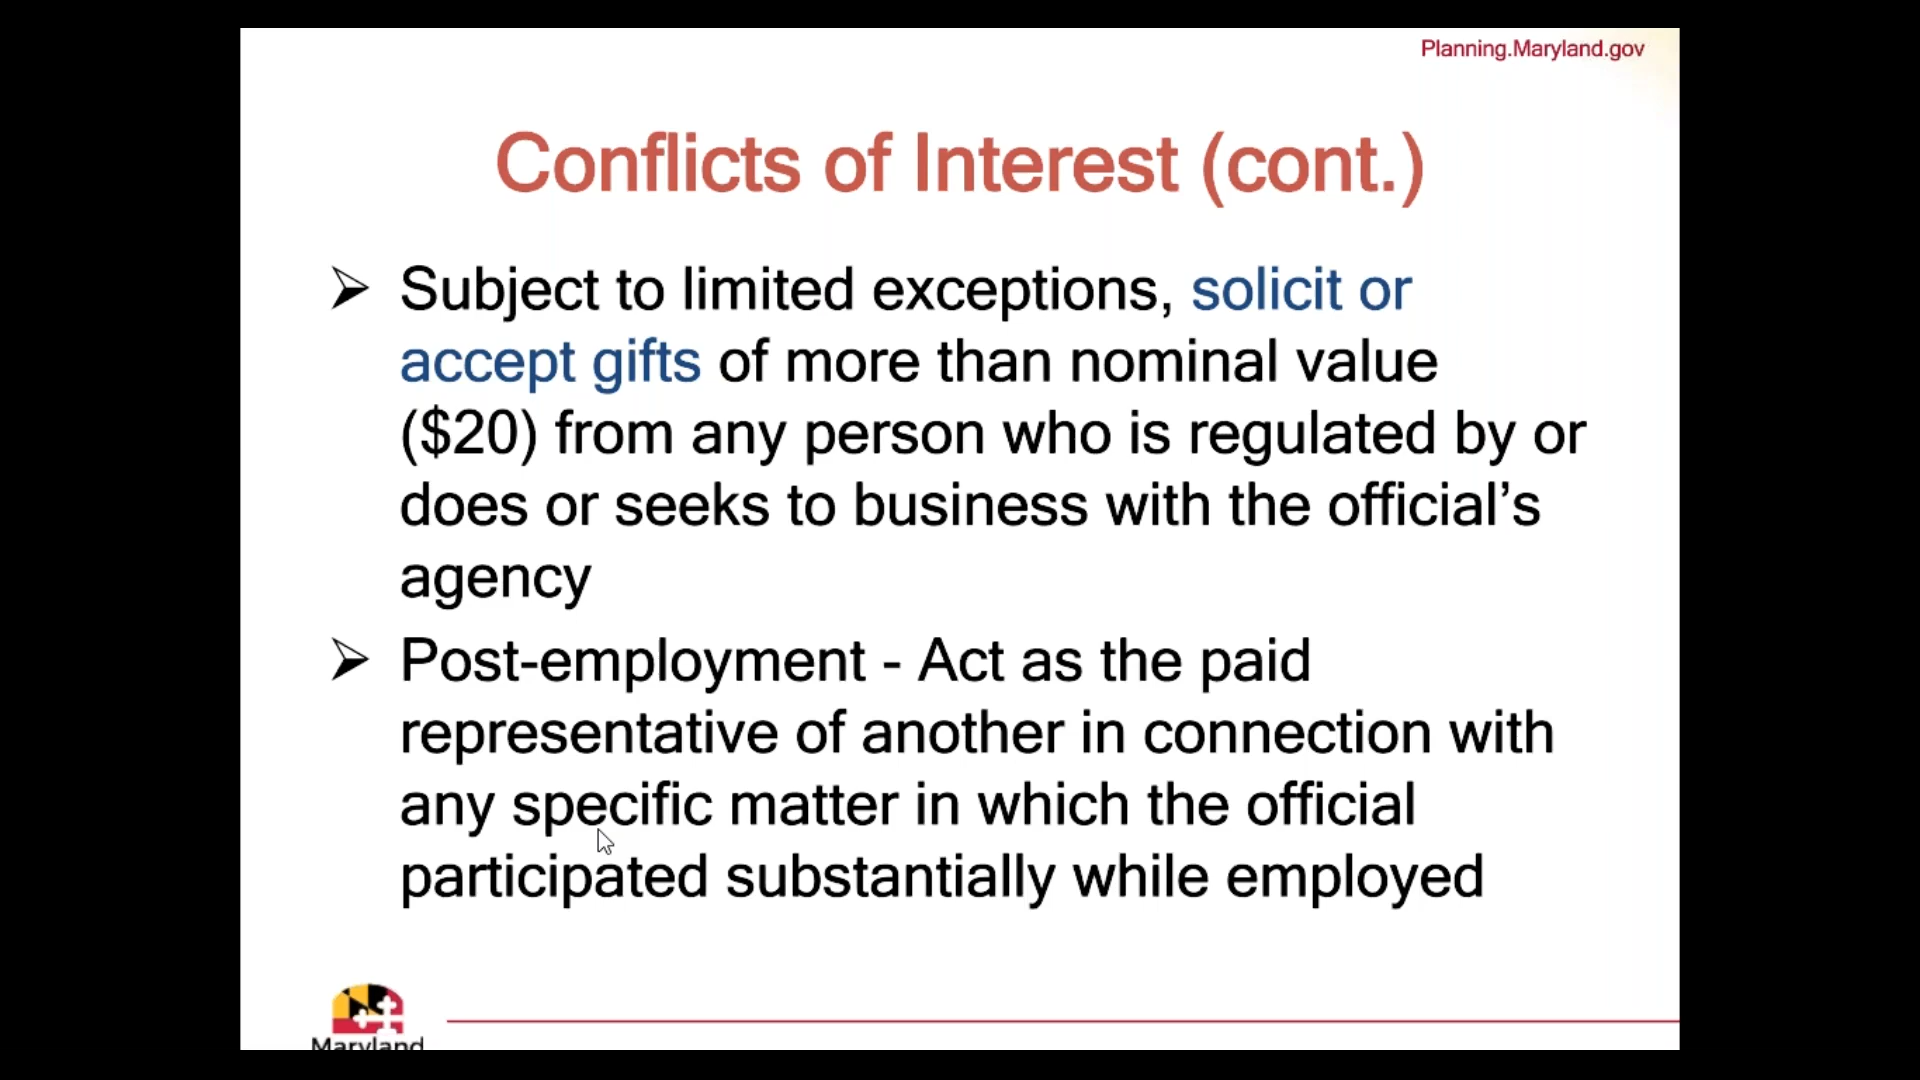 Planning.Maryland.gov
Conflicts of Interest (cont.)
➢ Subject to limited exceptions, solicit or
accept gifts of more than nominal value
($20) from any person who is regulated by or
does or seeks to business with the official’s
agency
➢ Post-employment - Act as the paid
representative of another in connection with
any specific matter in which the official
participated substantially while employed
Maryland